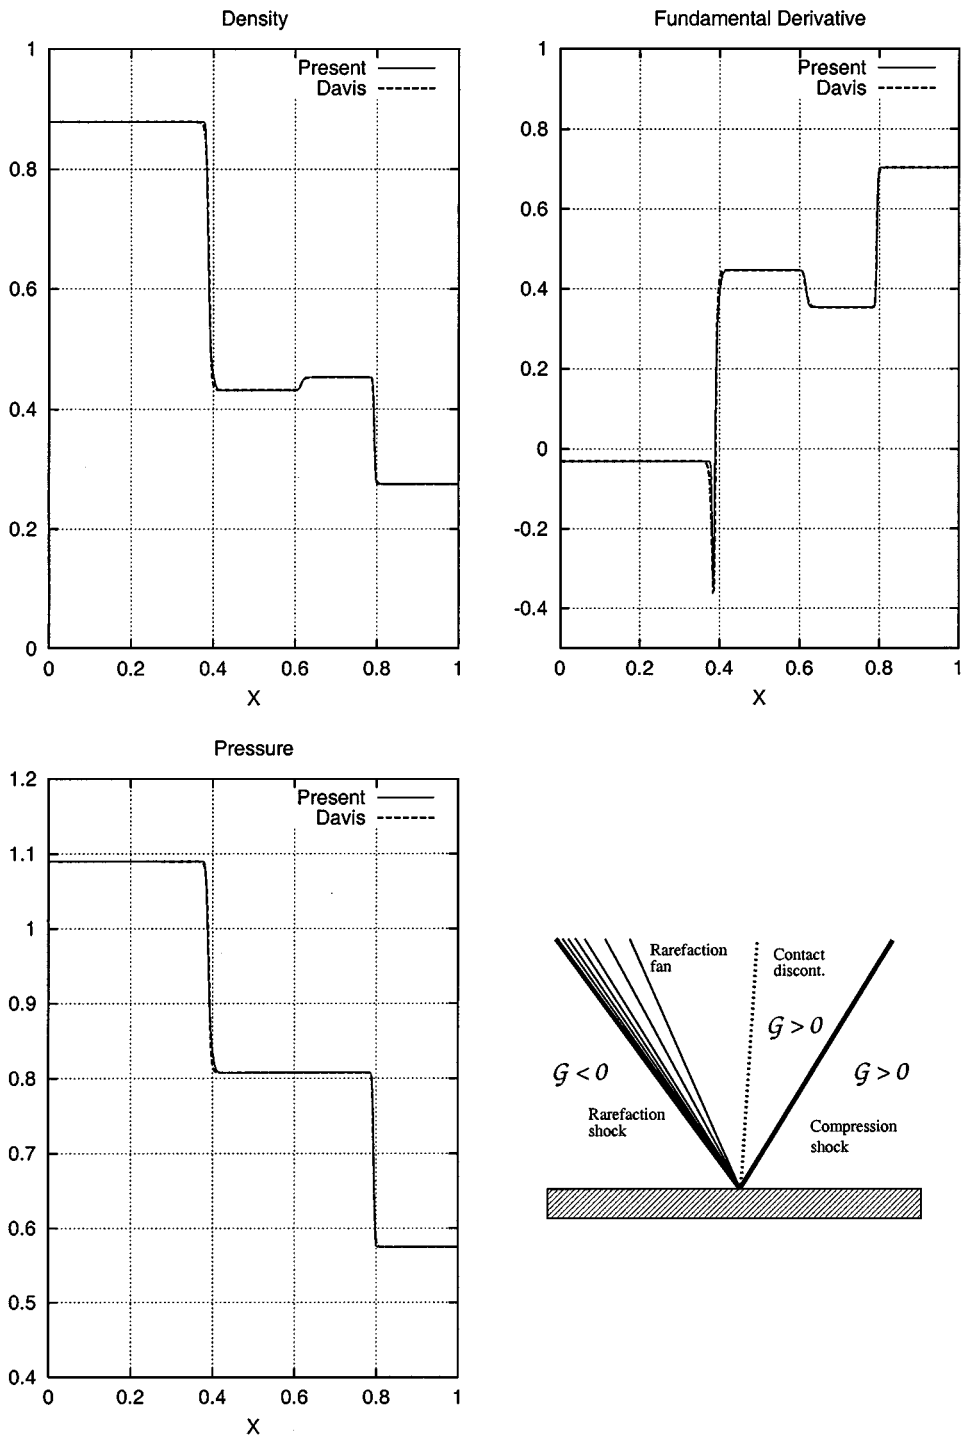 Density
1
0.8
0.6
0.4
0.2
0
0 0.2 0.4 0.6 0.8 1
X
Present
Davis
Fundamental Derivative
1
0.8
0.6
0.4
0.2
0
-0.2
-0.4
0 0.2 0.4 0.6 0.8 1
X
Present
Davis
Pressure
1.2
1.1
1
0.9
0.8
0.7
0.6
0.5
0.4
0 0.2 0.4 0.6 0.8 1
X
Present
Davis
Rarefaction
fan
Contact
discont.
G > 0
G < 0
G > 0
Rarefaction
shock
Compression
shock